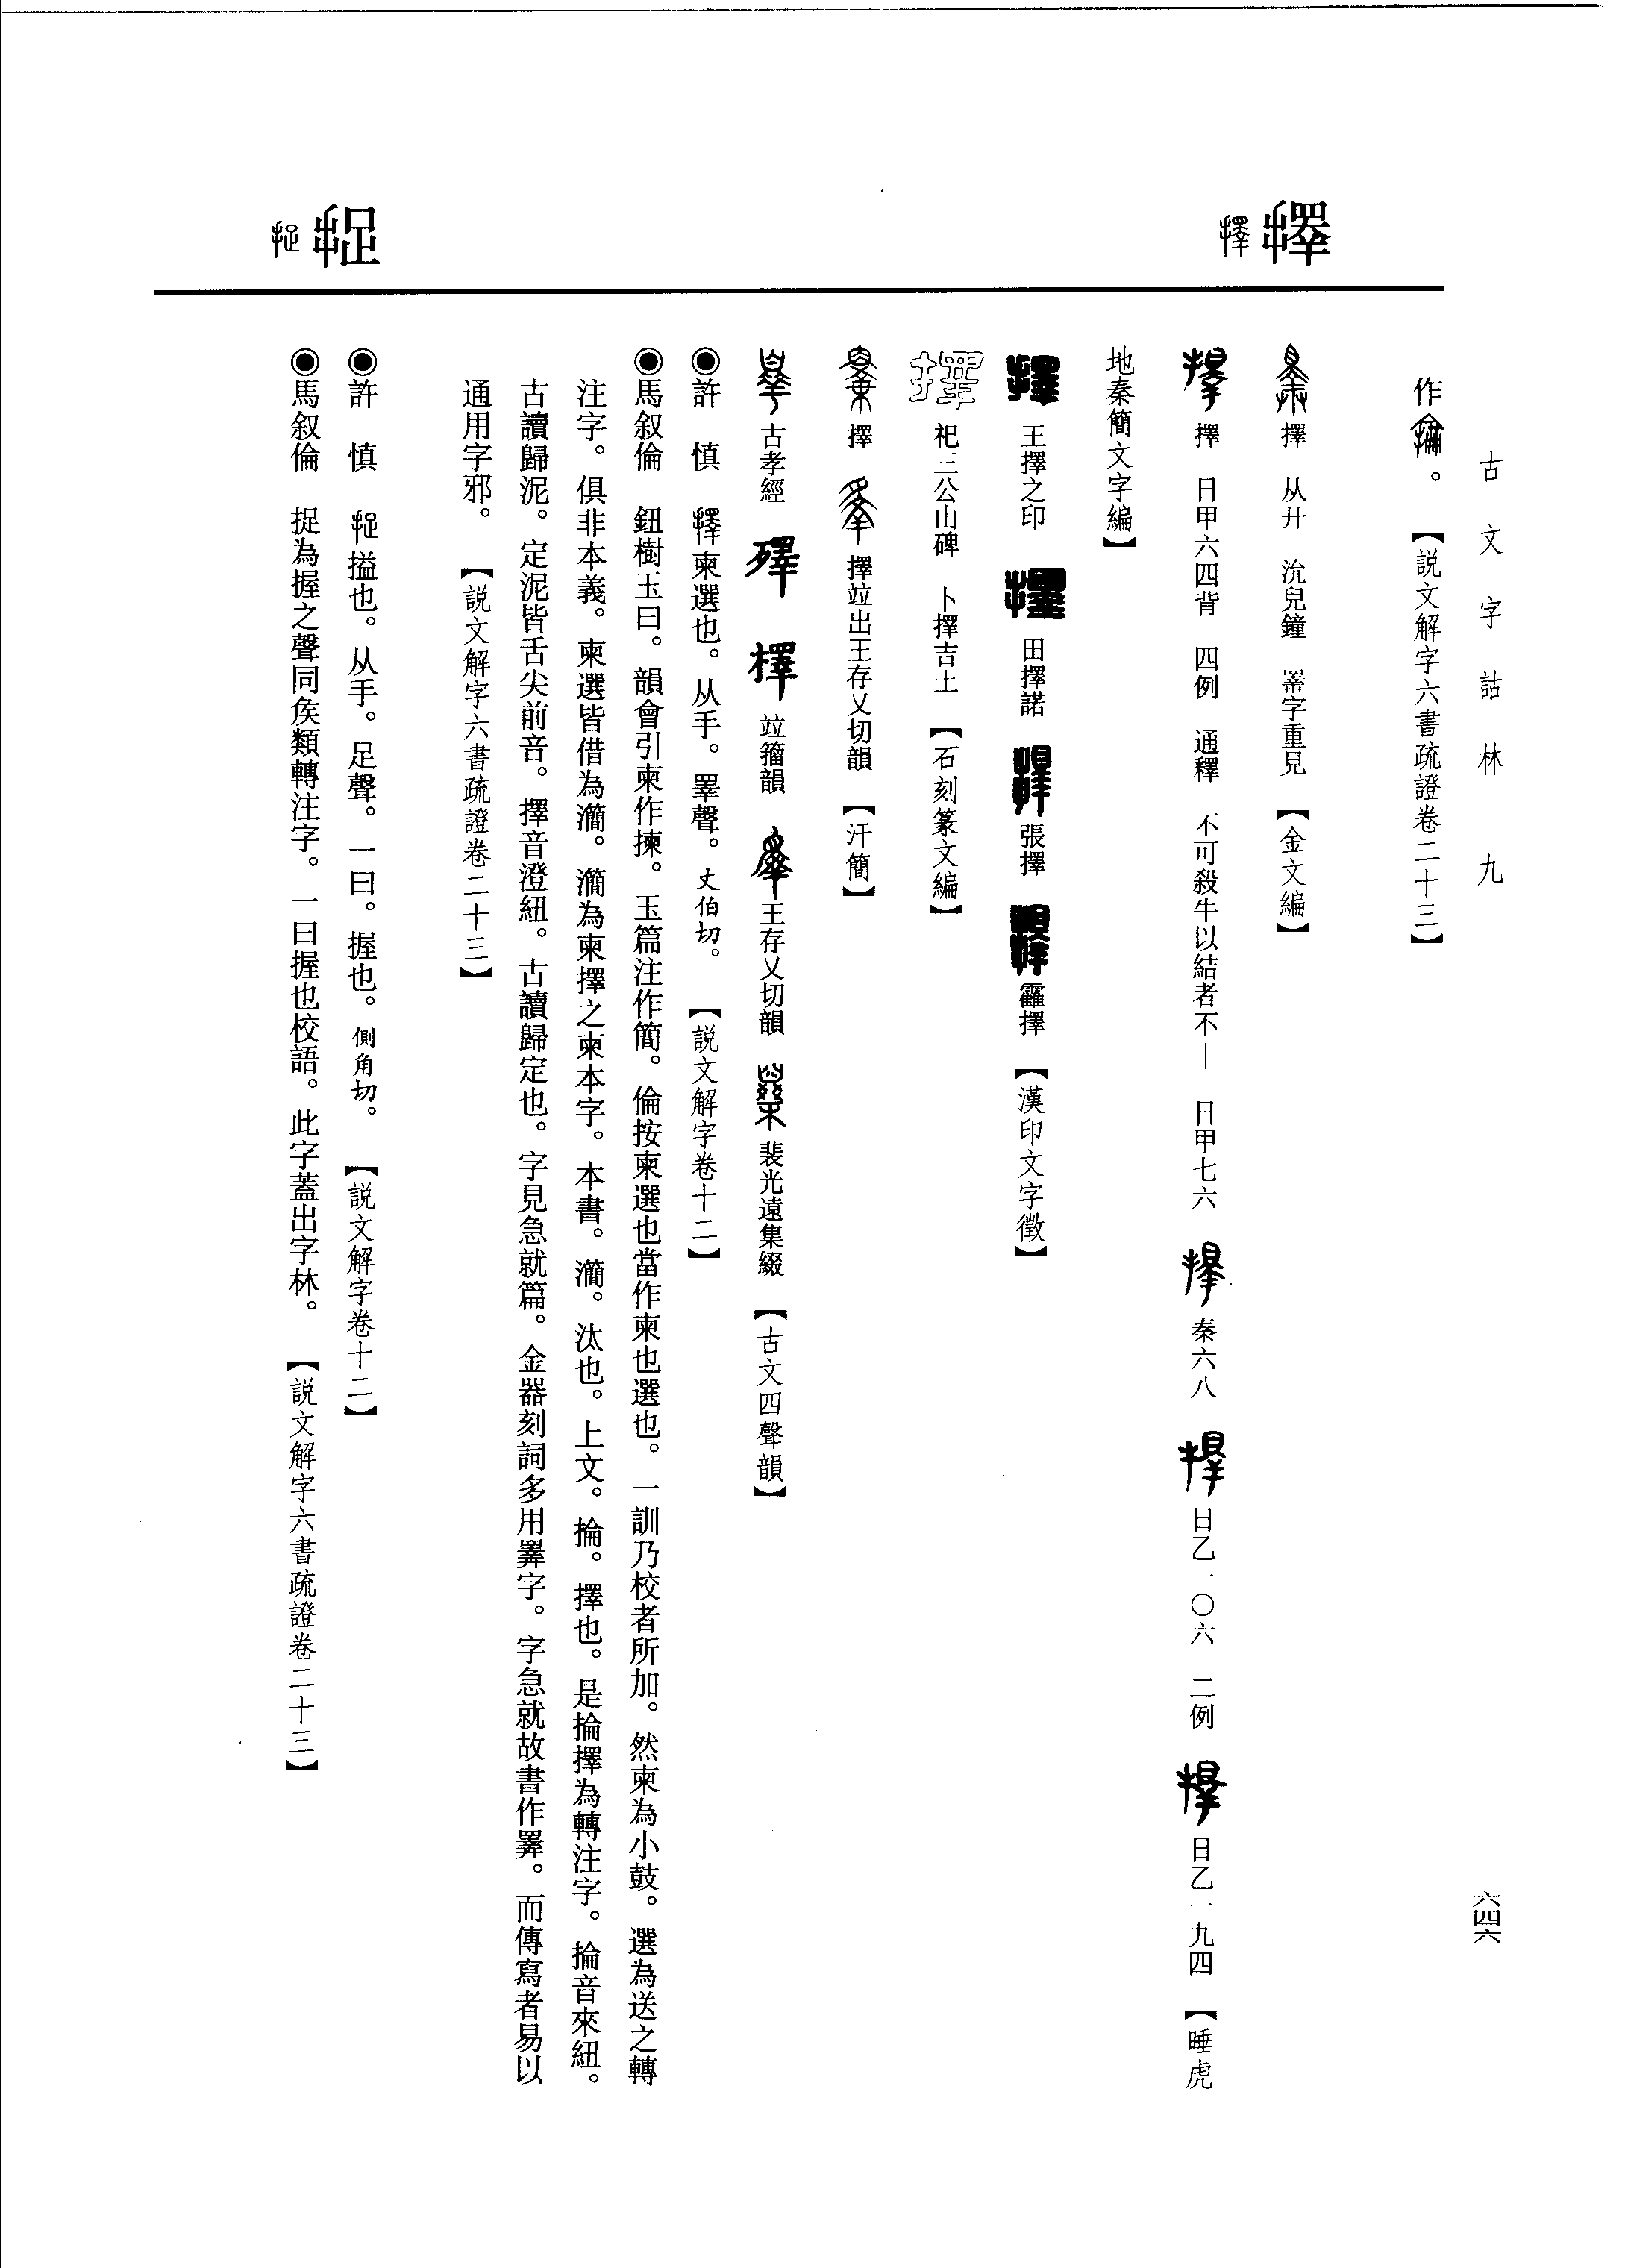 古文字詁林 九
六四六
擇
捉
作㩮。 【説文解字六書疏證卷二十三】
擇 从廾 沇兒鐘 睪字重見 【金文編】
擇 日甲六四背 四例 通釋 不可殺牛以結者不— 日甲七六 秦六八 日乙一〇六 二例 日乙一九四 【睡虎
地秦簡文字編】
王擇之印 田擇諾 張擇 靃擇 【漢印文字徵】
祀三公山碑 卜擇吉土 【石刻篆文編】
擇 擇竝出王存乂切韻 【汗簡】
古孝經 竝籀韻 王存乂切韻 裴光遠集綴 【古文四聲韻】
◉許 慎 擇柬選也。从手。睪聲。丈伯切。 【説文解字卷十二】
◉馬叙倫 鈕樹玉曰。韻會引柬作揀。玉篇注作簡。倫按柬選也當作柬也選也。一訓乃校者所加。然柬為小鼓。選為送之轉
注字。俱非本義。柬選皆借為灡。灡為柬擇之柬本字。本書。灡。汰也。上文。掄。擇也。是掄擇為轉注字。掄音來紐。
古讀歸泥。定泥皆舌尖前音。擇音澄紐。古讀歸定也。字見急就篇。金器刻詞多用睪字。字急就故書作睪。而傳寫者易以
通用字邪。 【説文解字六書疏證卷二十三】
◉許 慎 捉搤也。从手。足聲。一曰。握也。側角切。 【説文解字卷十二】
◉馬叙倫 捉為握之聲同矦類轉注字。一曰握也校語。此字蓋出字林。 【説文解字六書疏證卷二十三】